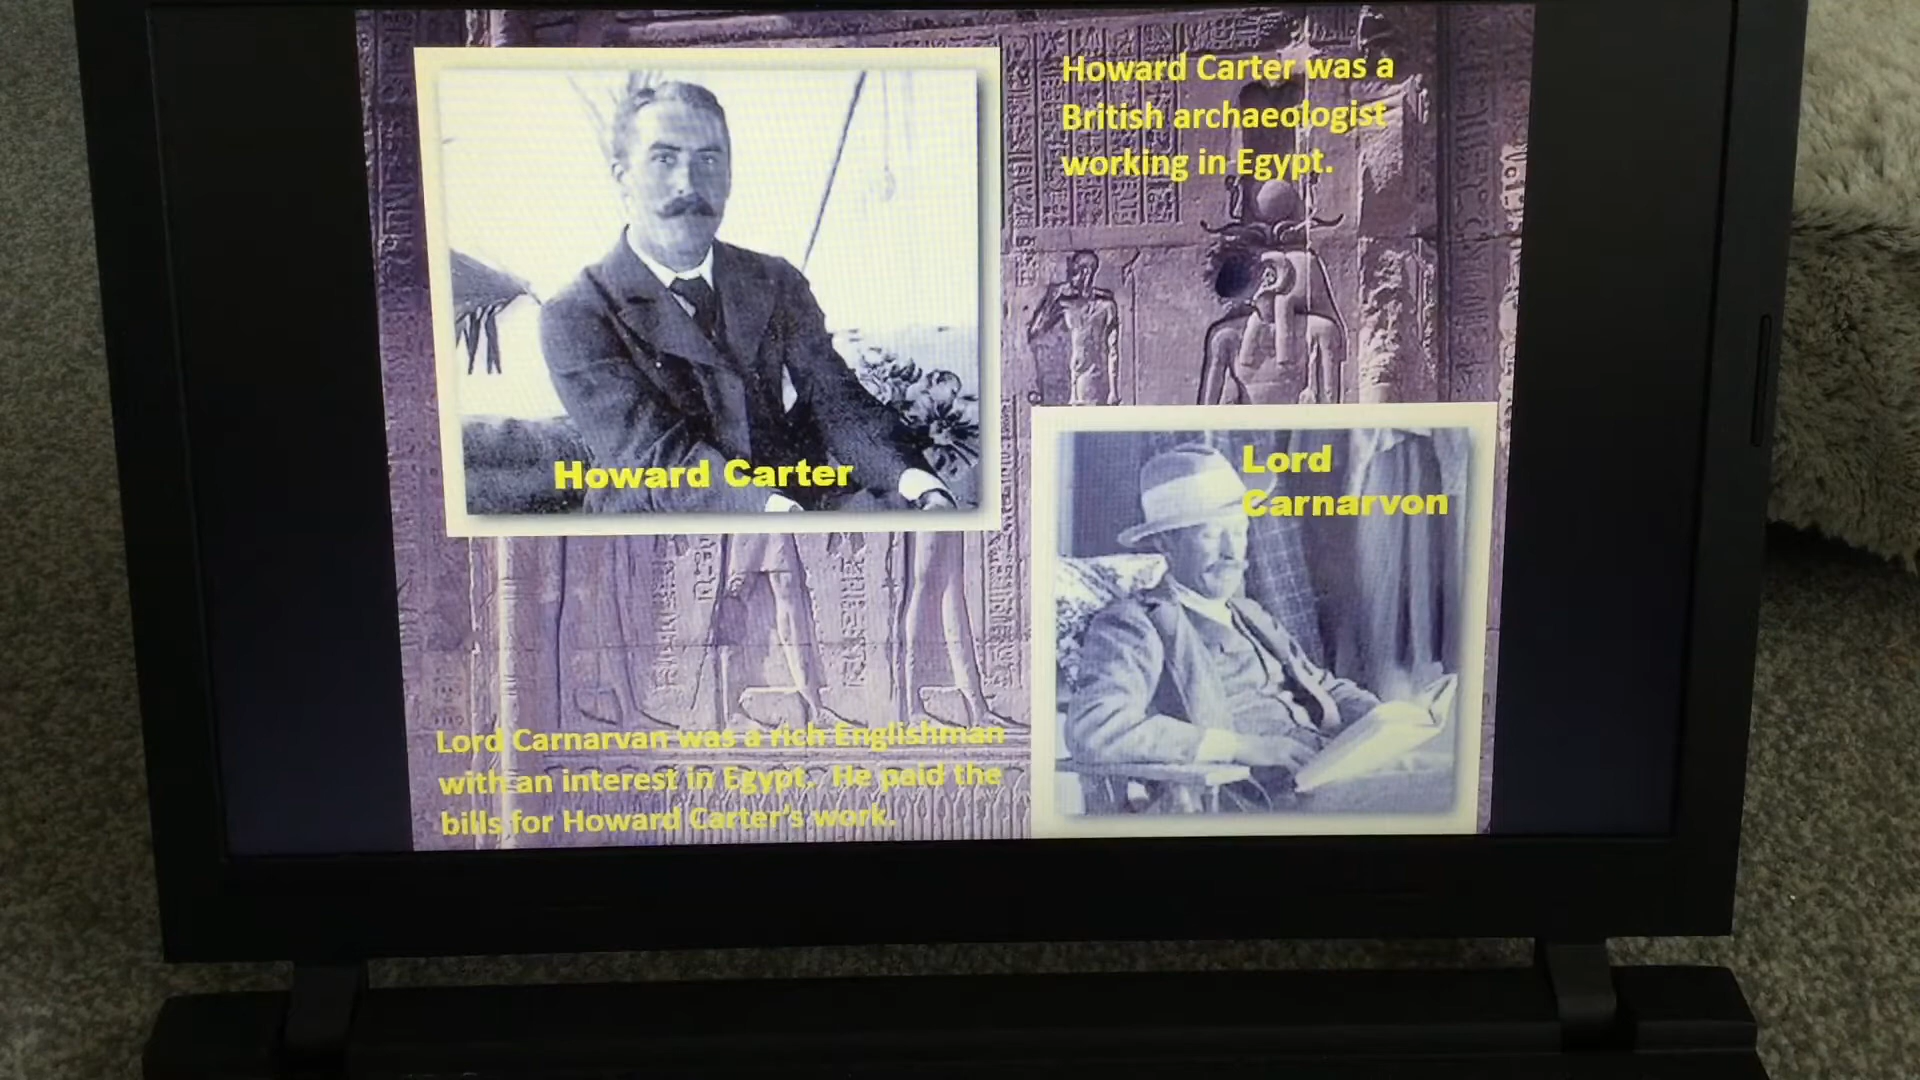 Howard Carter was a
British archaeologist
working in Egypt.
Howard Carter
Lord
Carnarvon
Lord Carnarvan was a rich Englishman
with an interest in Egypt. He paid the
bills for Howard Carter's work.